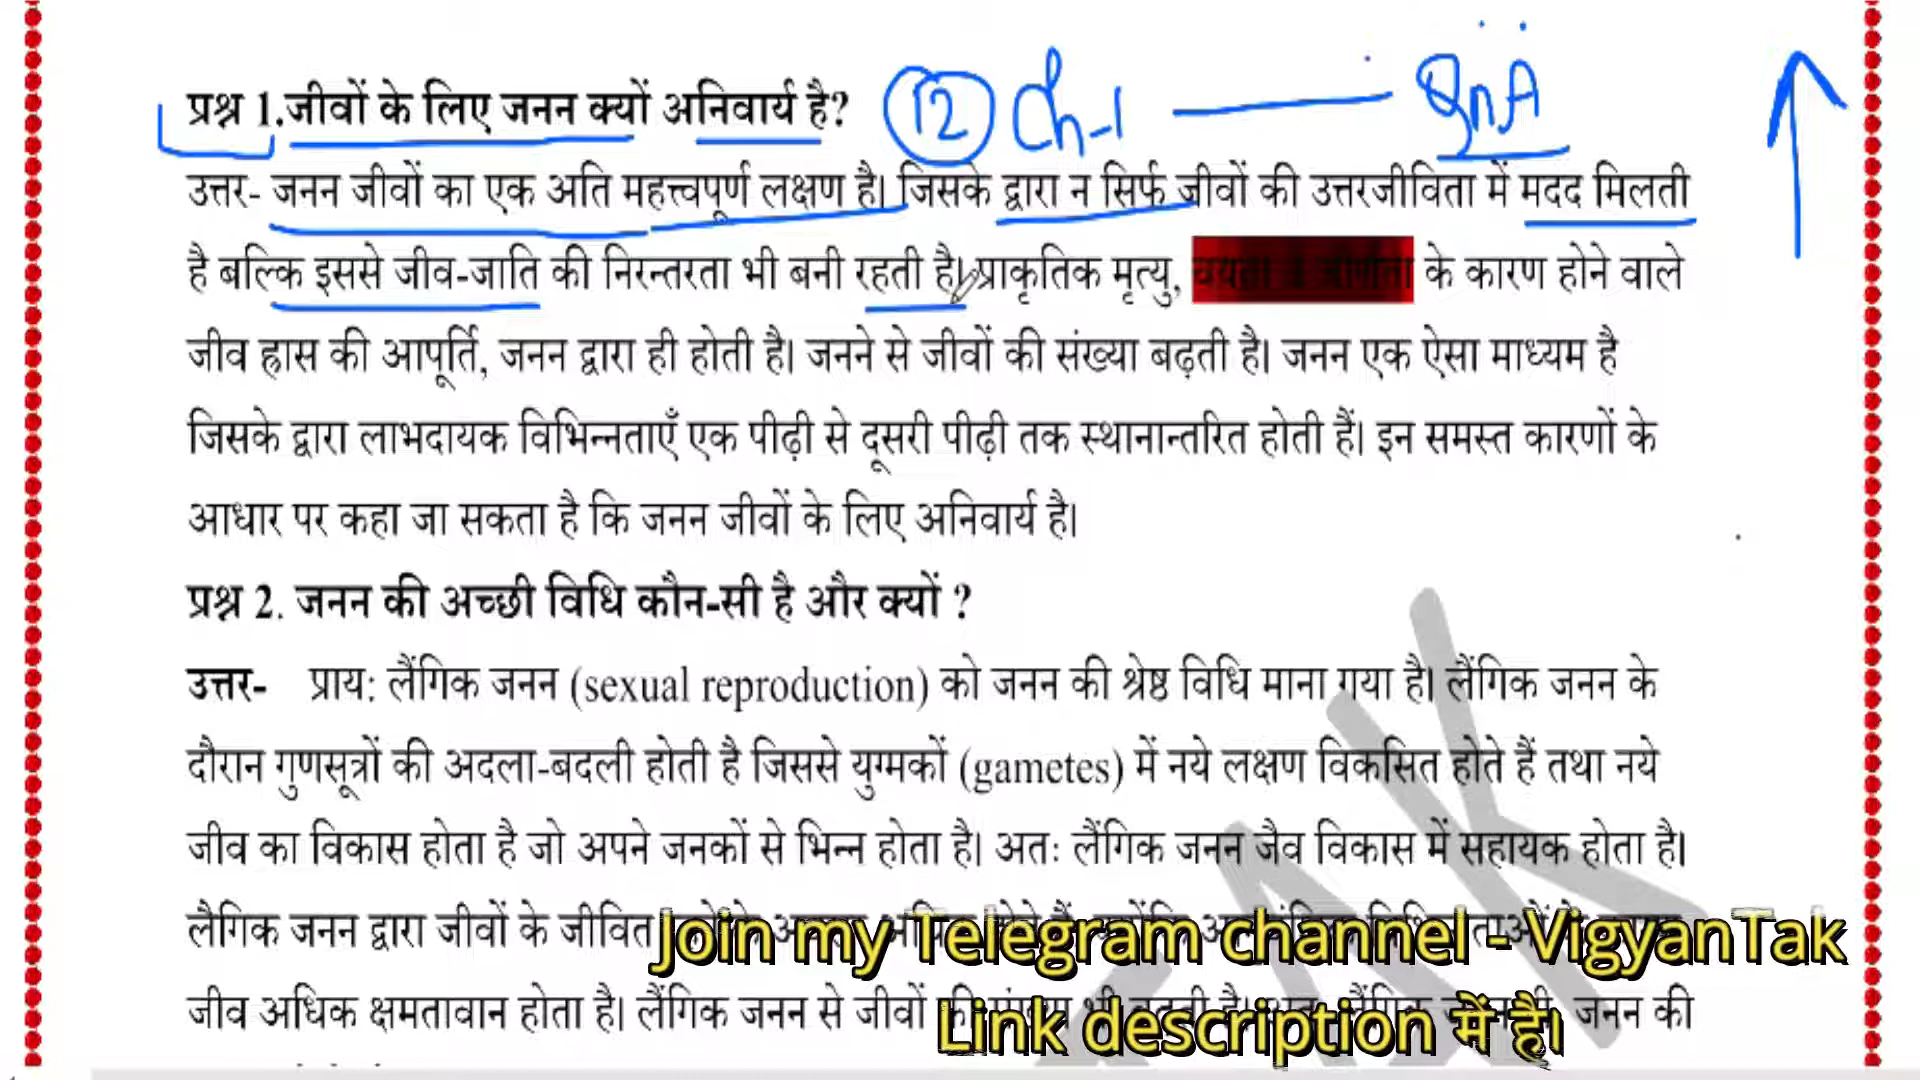 प्रश्न 1.जीवों के लिए जनन क्यों अनिवार्य है? 12 Ch-1 QnA
उत्तर- जनन जीवों का एक अति महत्त्वपूर्ण लक्षण है। जिसके द्वारा न सिर्फ जीवों की उत्तरजीविता में मदद मिलती
है बल्कि इससे जीव-जाति की निरन्तरता भी बनी रहती है। प्राकृतिक मृत्यु, के कारण होने वाले
जीव ह्रास की आपूर्ति, जनन द्वारा ही होती है। जनने से जीवों की संख्या बढ़ती है। जनन एक ऐसा माध्यम है
जिसके द्वारा लाभदायक विभिन्नताएँ एक पीढ़ी से दूसरी पीढ़ी तक स्थानान्तरित होती हैं। इन समस्त कारणों के
आधार पर कहा जा सकता है कि जनन जीवों के लिए अनिवार्य है।
प्रश्न 2. जनन की अच्छी विधि कौन-सी है और क्यों ?
उत्तर- प्राय: लैंगिक जनन (sexual reproduction) को जनन की श्रेष्ठ विधि माना गया है। लैंगिक जनन के
दौरान गुणसूत्रों की अदला-बदली होती है जिससे युग्मकों (gametes) में नये लक्षण विकसित होते हैं तथा नये
जीव का विकास होता है जो अपने जनकों से भिन्न होता है। अतः लैंगिक जनन जैव विकास में सहायक होता है।
लैगिक जनन द्वारा जीवों के जीवित
Join my Telegram channel - VigyanTak
जीव अधिक क्षमतावान होता है। लैंगिक जनन से जीवों की जनन की
Link description में है।